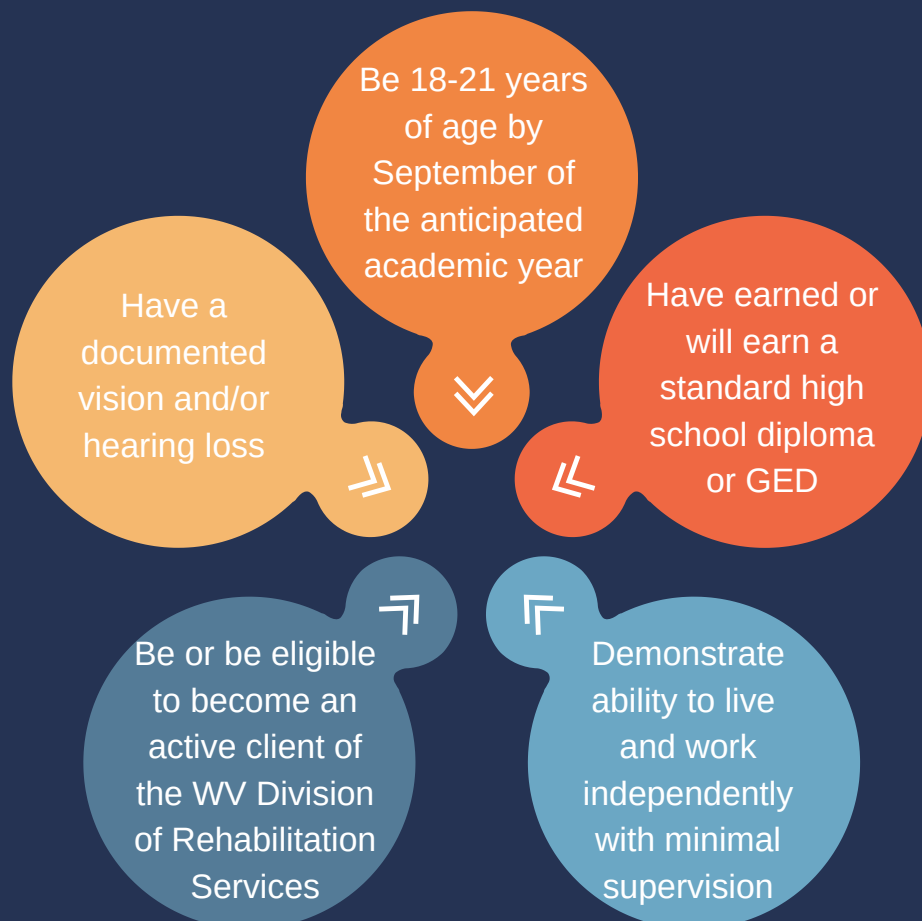 Be 18-21 years
of age by
September of
the anticipated
academic year
Have earned or
will earn a
standard high
school diploma
or GED
Demonstrate
ability to live
and work
independently
with minimal
supervision
Be or be eligible
to become an
active client of
the WV Division
of Rehabilitation
Services
Have a
documented
vision and/or
hearing loss